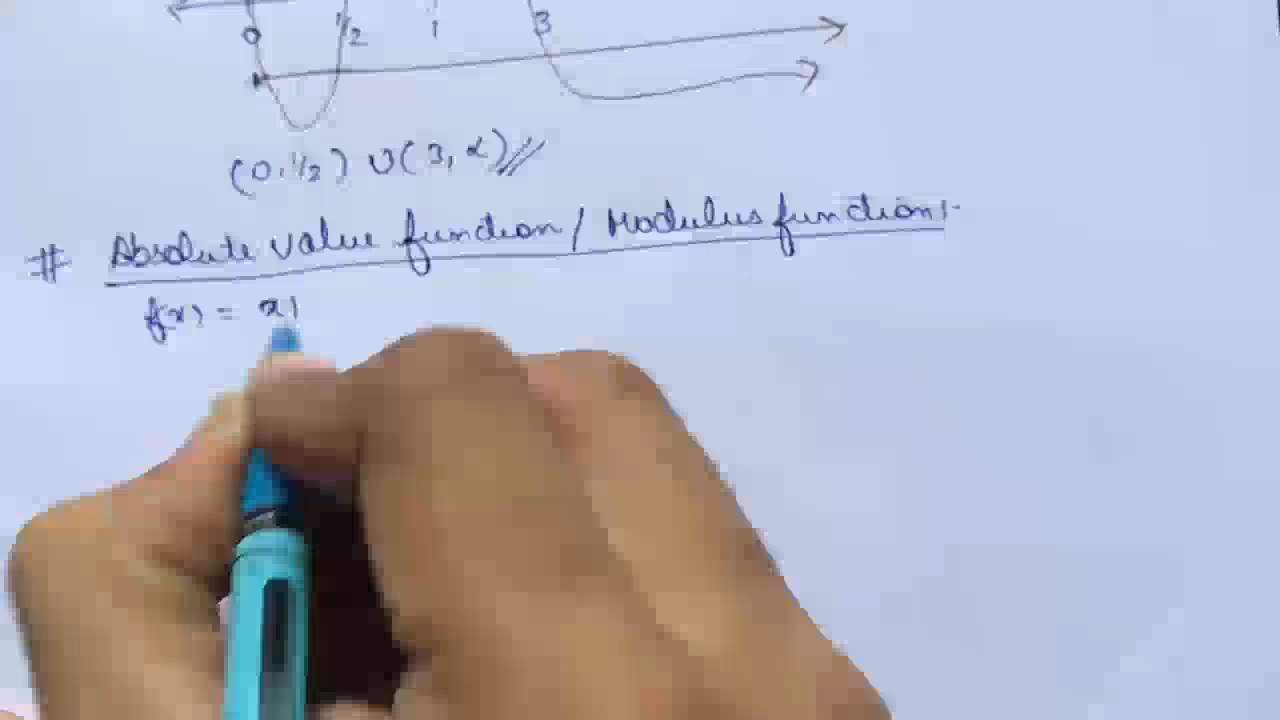 0 1/2 1 3
(0, 1/2) ∪ (3, ∝)
# Absolute value function / Modulus function :-
f(x) = x|